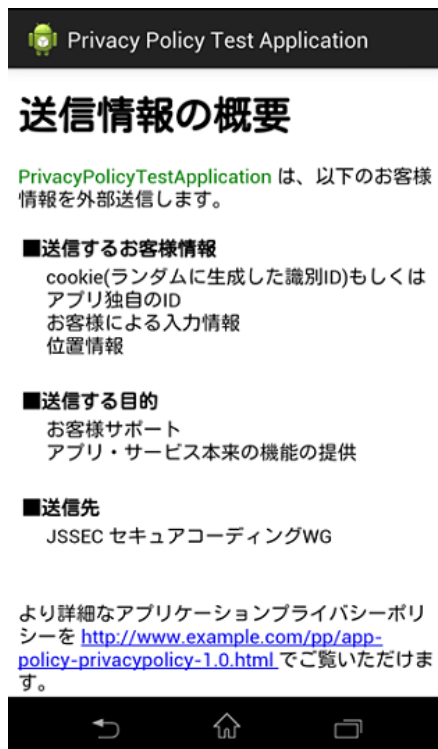 Privacy Policy Test Application
送信情報の概要
PrivacyPolicyTestApplication は、以下のお客様
情報を外部送信します。
■送信するお客様情報
cookie(ランダムに生成した識別ID)もしくは
アプリ独自のID
お客様による入力情報
位置情報
■送信する目的
お客様サポート
アプリ・サービス本来の機能の提供
■送信先
JSSEC セキュアコーディングWG
より詳細なアプリケーションプライバシーポリ
シーを http://www.example.com/pp/app-
policy-privacypolicy-1.0.html でご覧いただけま
す。